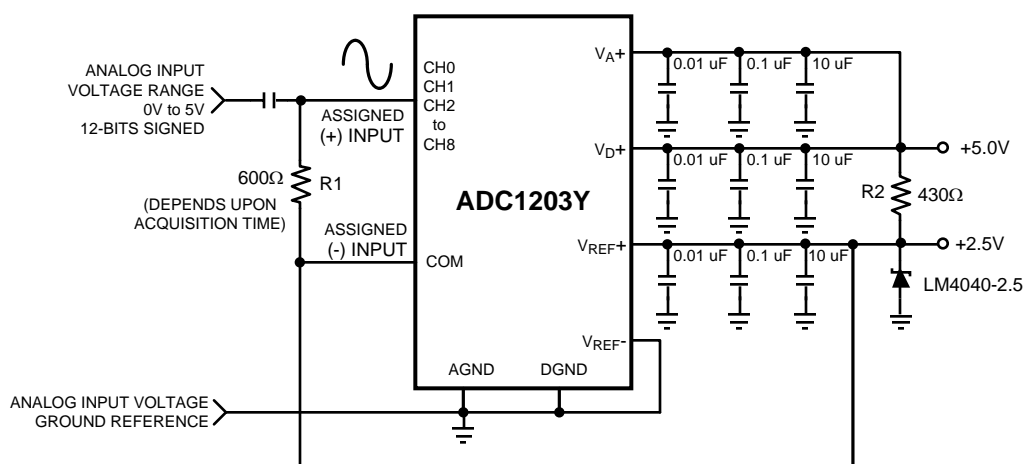 ANALOG INPUT
VOLTAGE RANGE
0V to 5V
12-BITS SIGNED
CH0
CH1
CH2
to
CH8
ASSIGNED
(+) INPUT
600Ω
R1
(DEPENDS UPON
ACQUISITION TIME)
ASSIGNED
(-) INPUT
COM
ADC1203Y
VA+
0.01 uF
0.1 uF
10 uF
VD+
0.01 uF
0.1 uF
10 uF
+5.0V
R2
430Ω
VREF+
0.01 uF
0.1 uF
10 uF
+2.5V
LM4040-2.5
VREF-
AGND
DGND
ANALOG INPUT VOLTAGE
GROUND REFERENCE